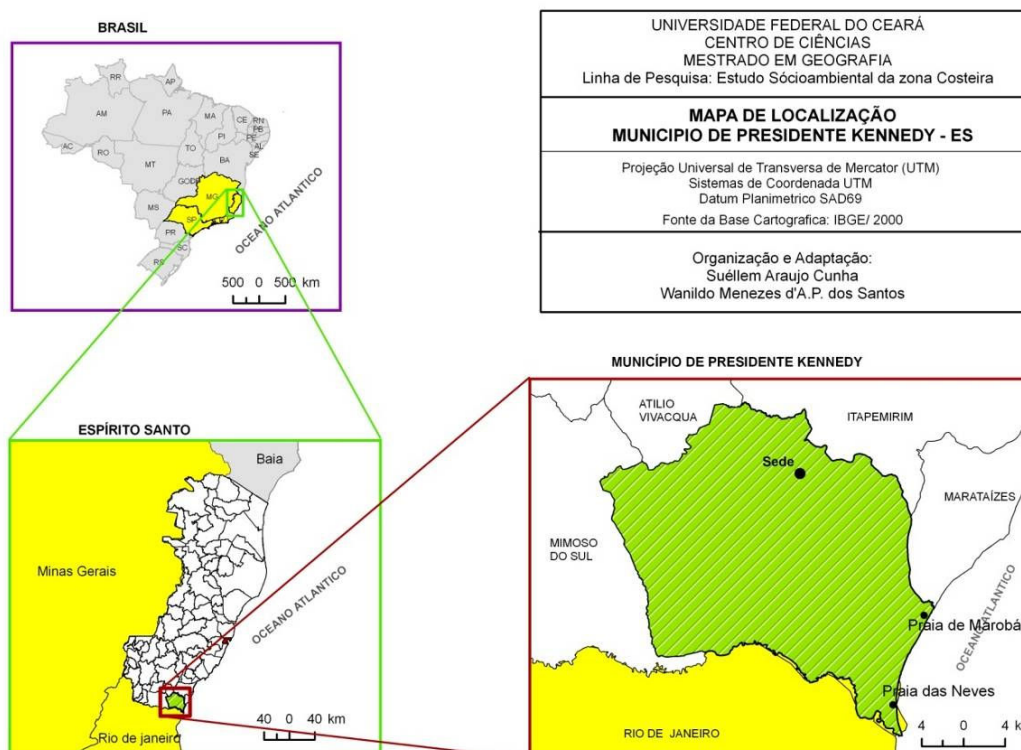 BRASIL
RR
AP
AM
PA
MA
CE
RN
PB
PE
AL
SE
PI
AC
RO
TO
MT
BA
GO
DF
MG
MS
SP
PR
SC
RS
OCEANO ATLANTICO
500 0 500 km
UNIVERSIDADE FEDERAL DO CEARÁ
CENTRO DE CIÊNCIAS
MESTRADO EM GEOGRAFIA
Linha de Pesquisa: Estudo Sócioambiental da zona Costeira
MAPA DE LOCALIZAÇÃO
MUNICIPIO DE PRESIDENTE KENNEDY - ES
Projeção Universal de Transversa de Mercator (UTM)
Sistemas de Coordenada UTM
Datum Planimetrico SAD69
Fonte da Base Cartografica: IBGE/ 2000
Organização e Adaptação:
Suéllem Araujo Cunha
Wanildo Menezes d'A.P. dos Santos
ESPÍRITO SANTO
Baia
Minas Gerais
OCEANO ATLANTICO
Rio de janeiro
40 0 40 km
MUNICÍPIO DE PRESIDENTE KENNEDY
ATILIO
VIVACQUA
ITAPEMIRIM
Sede
MARATAÍZES
MIMOSO
DO SUL
Praia de Marobá
OCEANO ATLANTICO
Praia das Neves
RIO DE JANEIRO
4 0 4